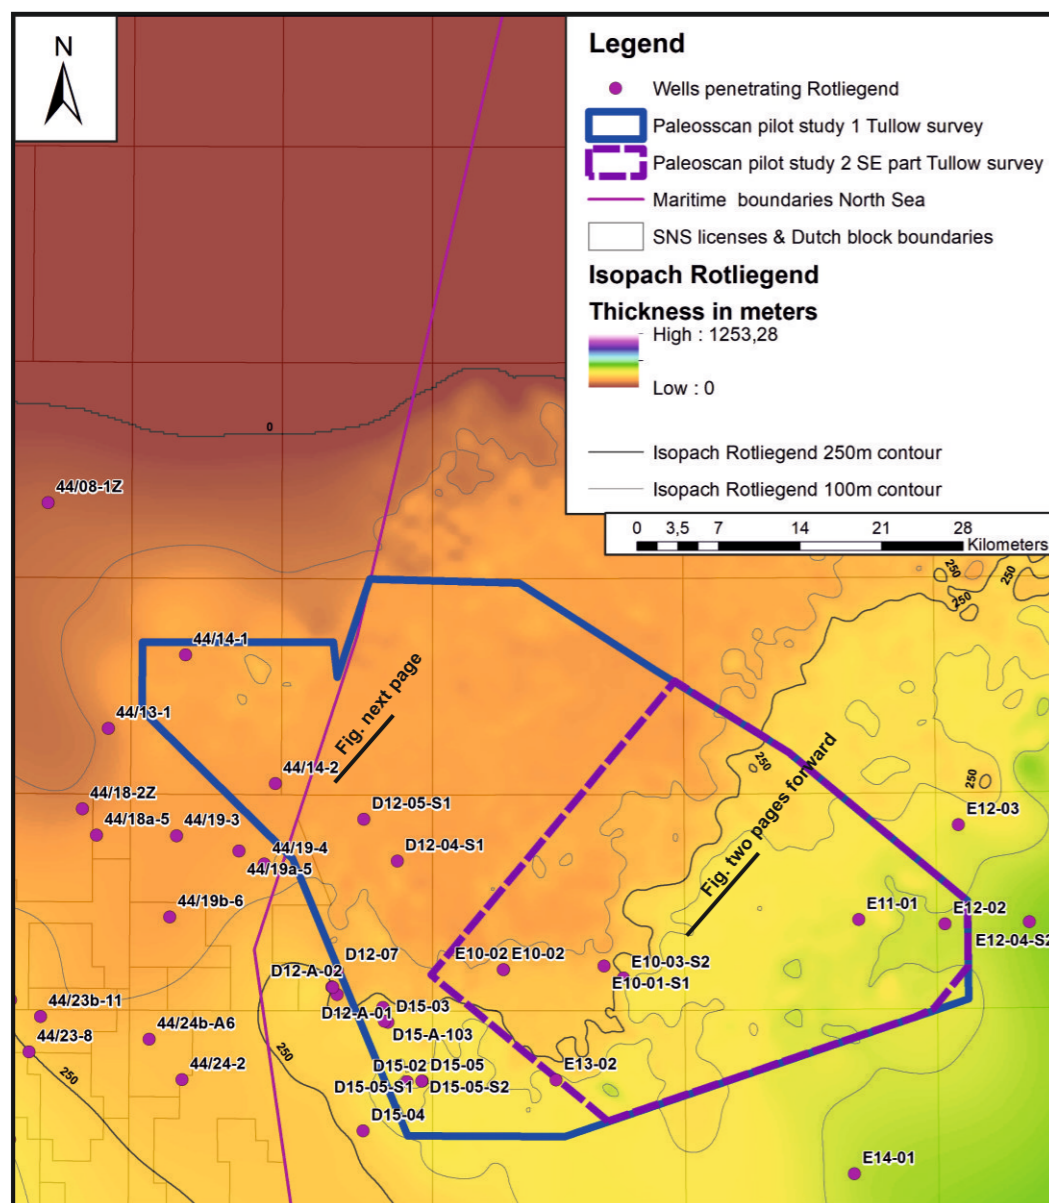 N
Legend
Wells penetrating Rotliegend
Paleosscan pilot study 1 Tullow survey
Paleoscan pilot study 2 SE part Tullow survey
Maritime boundaries North Sea
SNS licenses & Dutch block boundaries
Isopach Rotliegend
Thickness in meters
High : 1253,28
Low : 0
Isopach Rotliegend 250m contour
Isopach Rotliegend 100m contour
0 3,5 7 14 21 28
Kilometers
0
44/08-1Z
250
250
250
44/14-1
Fig. next page
44/13-1
Fig. two pages forward
250
250
44/14-2
44/18-2Z
D12-05-S1
E12-03
44/18a-5
44/19-3
44/19-4
D12-04-S1
44/19a-5
44/19b-6
E11-01
E12-02
E12-04-S2
D12-07
E10-02
E10-02
E10-03-S2
D12-A-02
E10-01-S1
44/23b-11
D12-A-01
D15-03
44/24b-A6
D15-A-103
44/23-8
250
44/24-2
D15-02
D15-05
E13-02
250
D15-05-S1
D15-05-S2
D15-04
E14-01